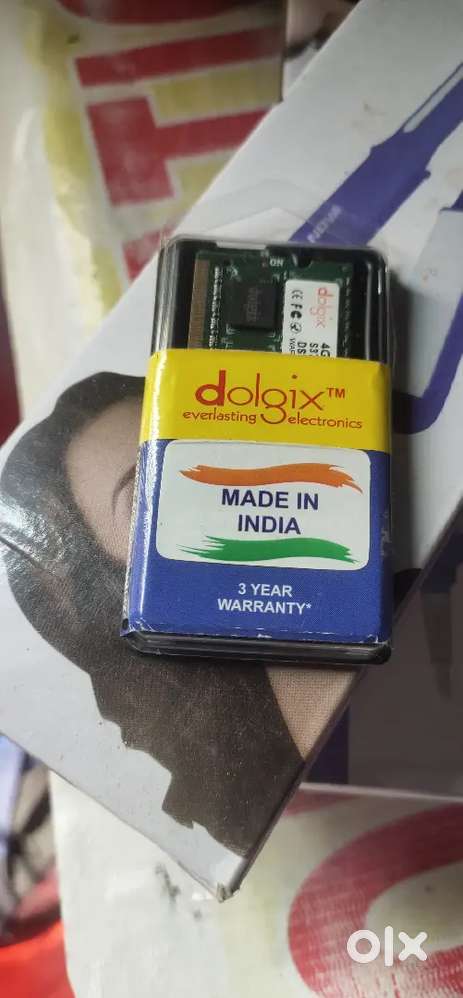 dolgix
4G
dolgix™
everlasting electronics
MADE IN
INDIA
3 YEAR
WARRANTY*
olx